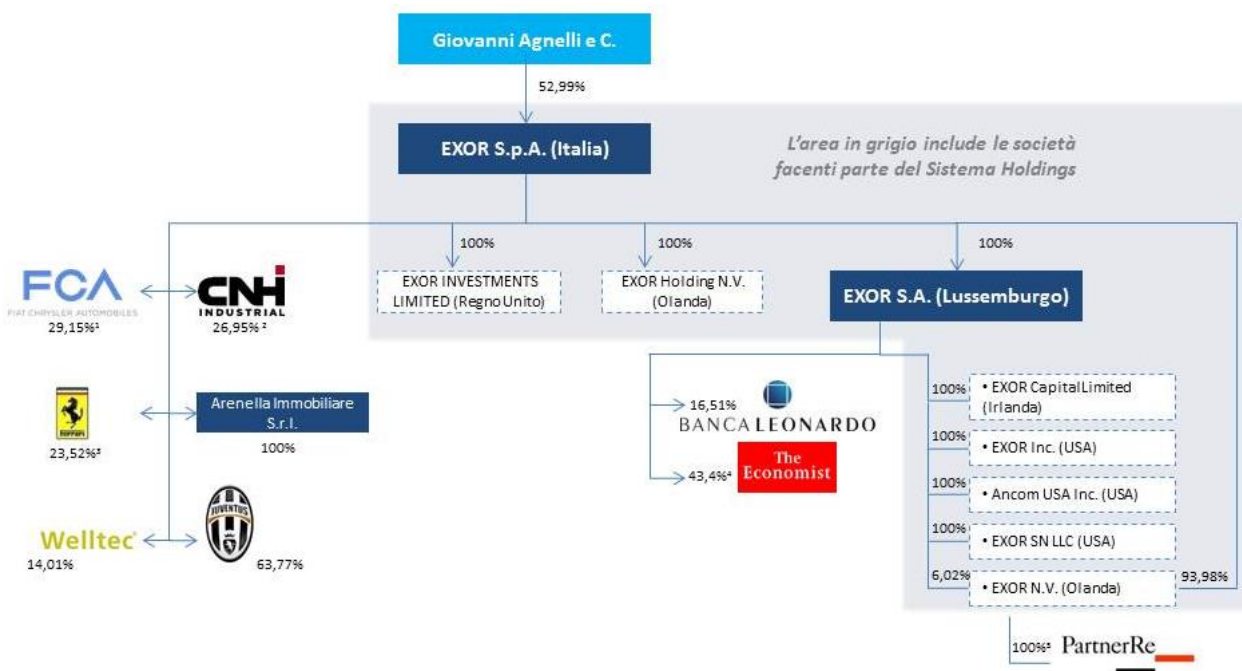 Giovanni Agnelli e C.
52,99%
EXOR S.p.A. (Italia)
L'area in grigio include le società
facenti parte del Sistema Holdings
100%
100%
100%
EXOR INVESTMENTS
LIMITED (Regno Unito)
EXOR Holding N.V.
(Olanda)
EXOR S.A. (Lussemburgo)
FCA
FIAT CHRYSLER AUTOMOBILES
29,15%¹
CNH
INDUSTRIAL
26,95% ²
Ferrari
23,52%³
Arenella Immobiliare
S.r.l.
100%
Welltec®
14,01%
JUVENTUS
63,77%
16,51%
BANCA LEONARDO
43,4%⁴
The
Economist
100%
• EXOR Capital Limited
(Irlanda)
100%
• EXOR Inc. (USA)
100%
• Ancom USA Inc. (USA)
100%
• EXOR SN LLC (USA)
6,02%
• EXOR N.V. (Olanda)
93,98%
100%⁵
PartnerRe